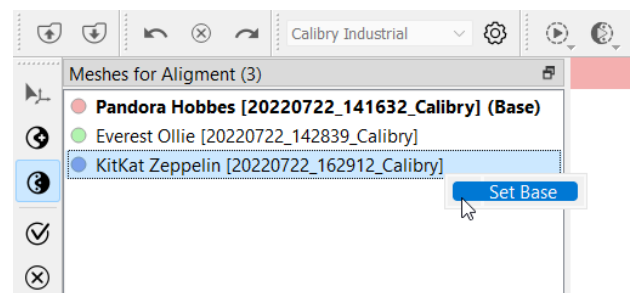 Calibry Industrial
Meshes for Aligment (3)
Pandora Hobbes [20220722_141632_Calibry] (Base)
Everest Ollie [20220722_142839_Calibry]
KitKat Zeppelin [20220722_162912_Calibry]
Set Base